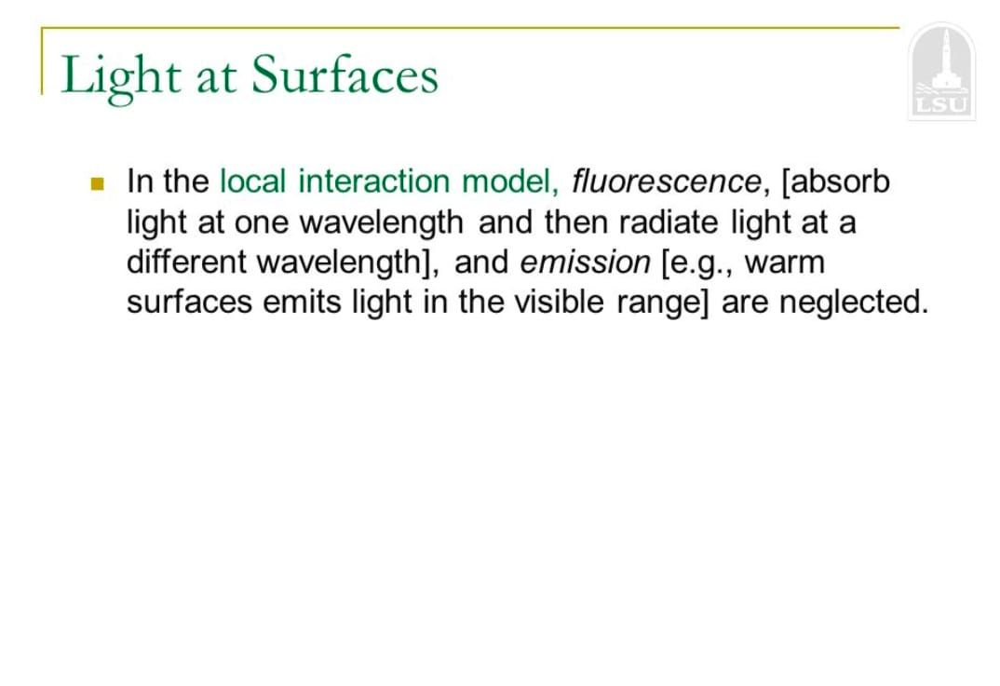 Light at Surfaces
LSU
In the local interaction model, fluorescence, [absorb
light at one wavelength and then radiate light at a
different wavelength], and emission [e.g., warm
surfaces emits light in the visible range] are neglected.